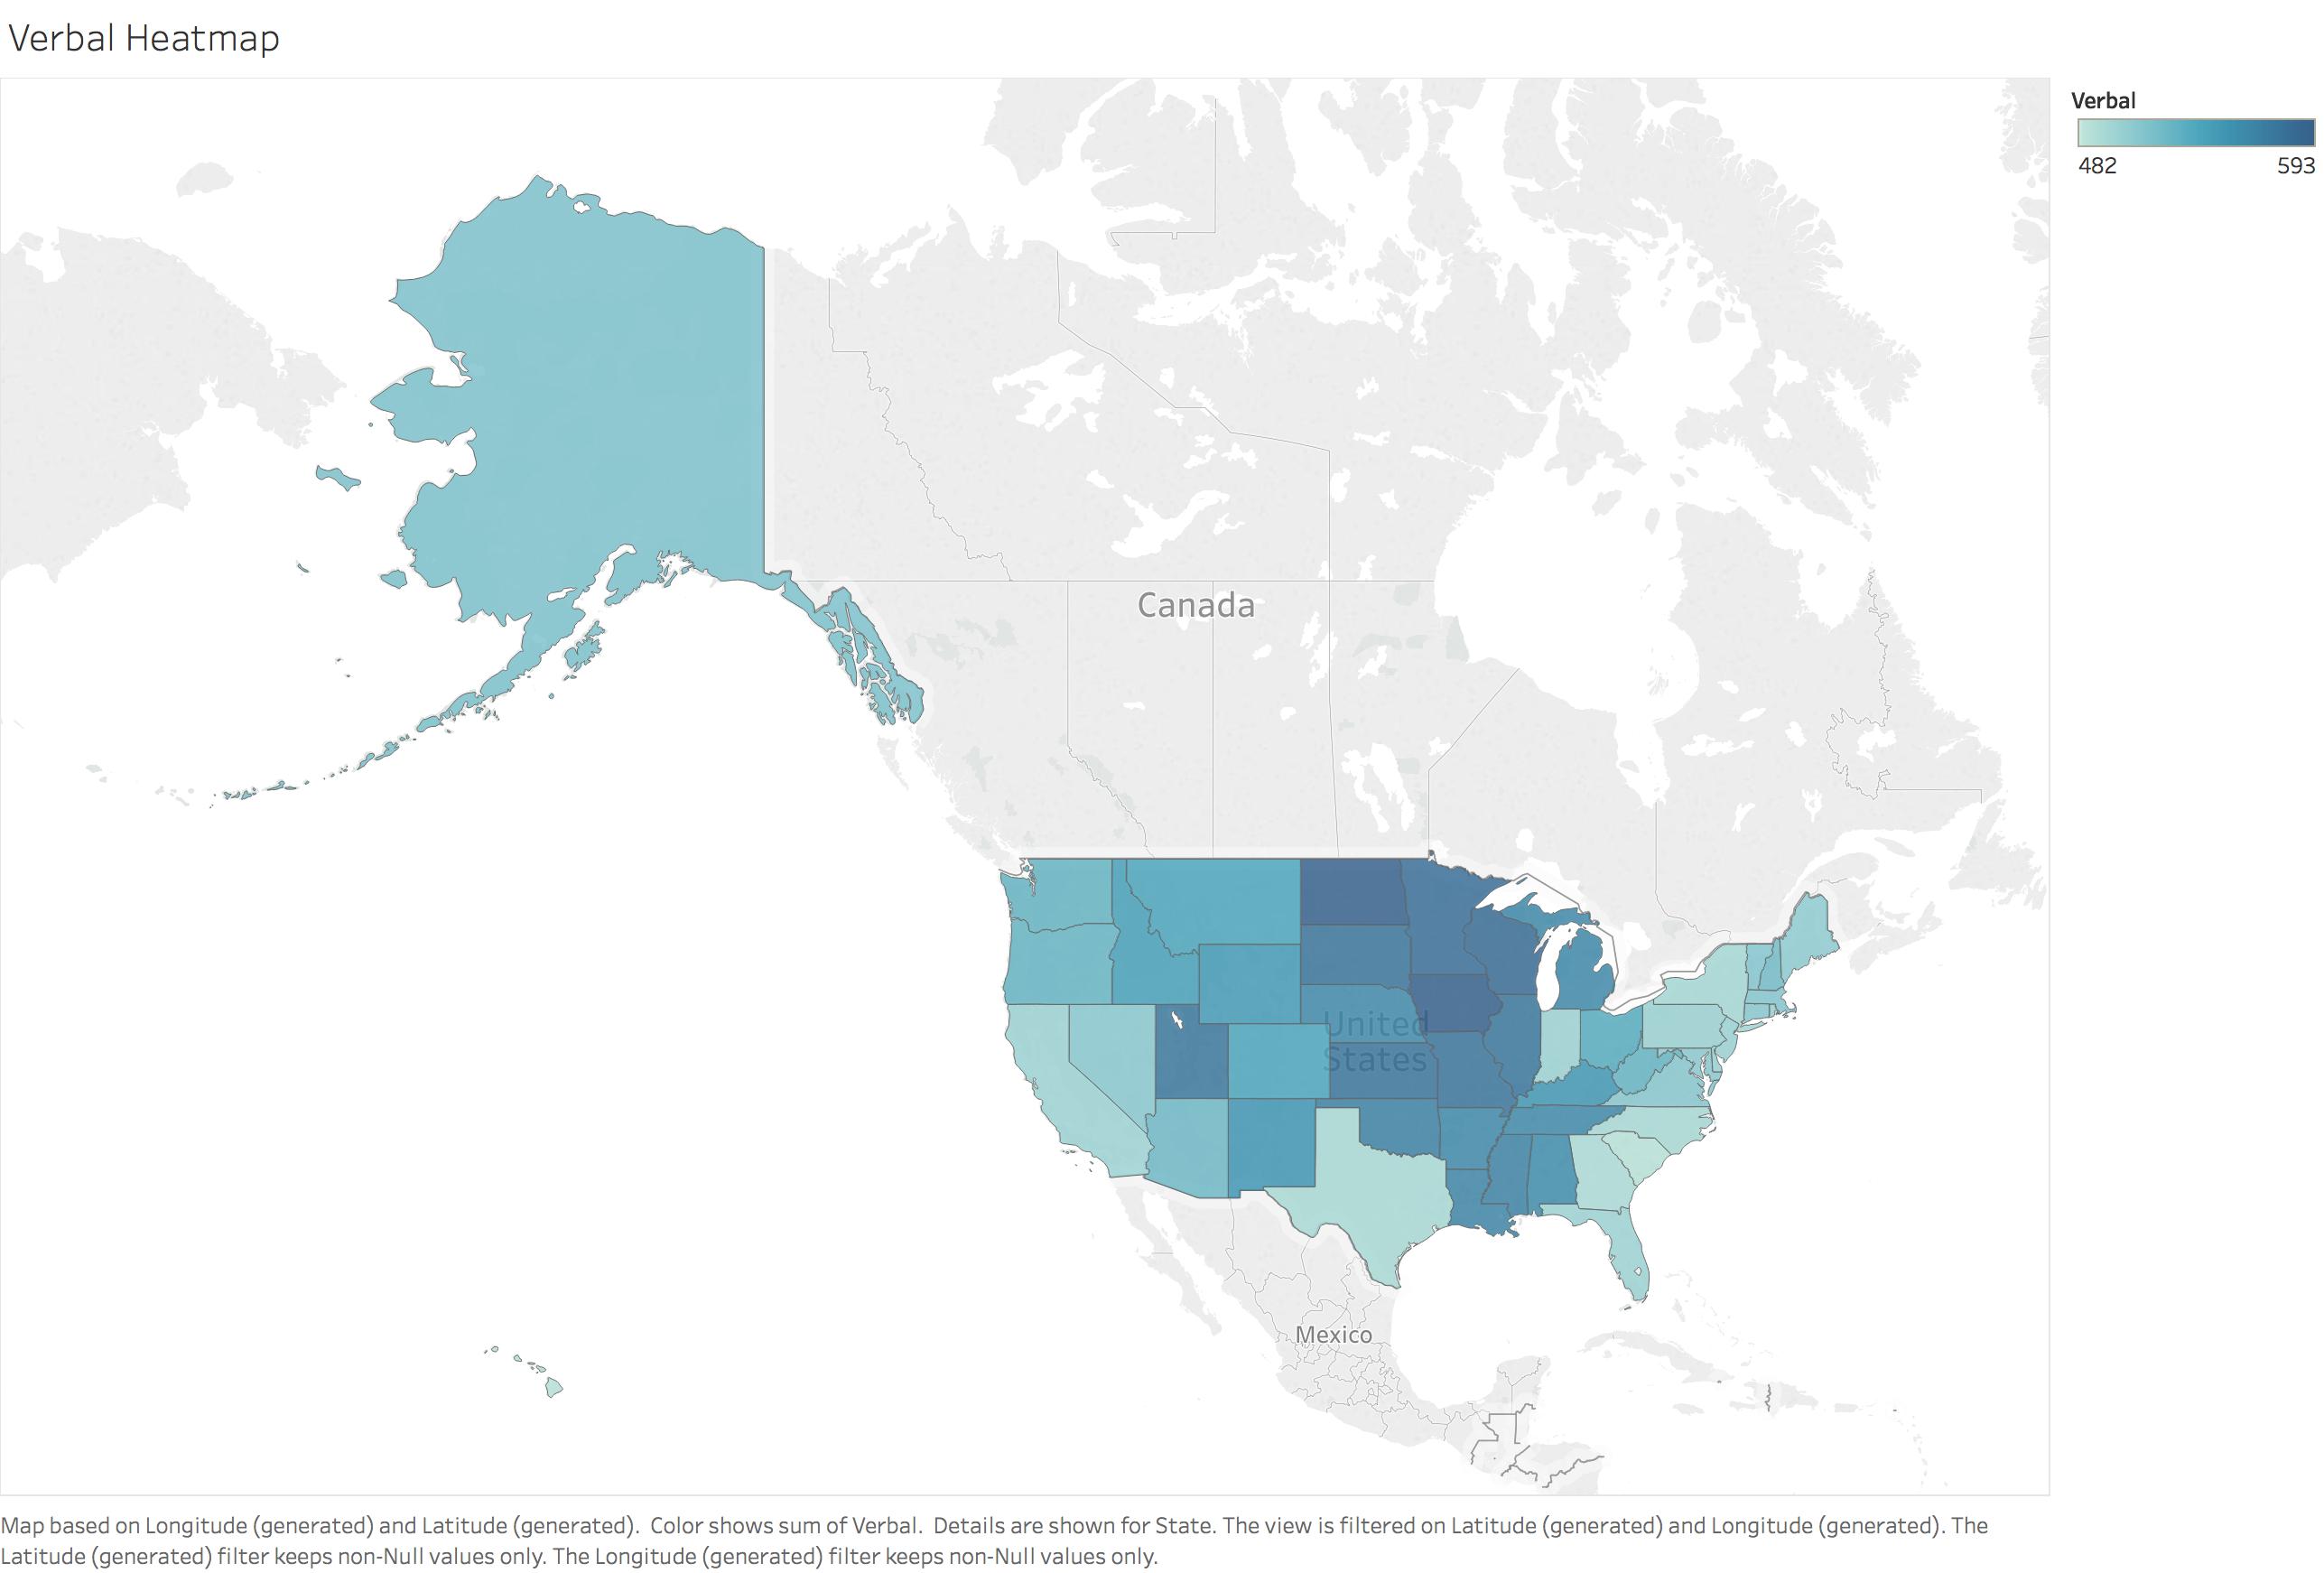 Verbal Heatmap
Verbal
482 593
Canada
United
States
Mexico
Map based on Longitude (generated) and Latitude (generated).  Color shows sum of Verbal.  Details are shown for State. The view is filtered on Latitude (generated) and Longitude (generated). The
Latitude (generated) filter keeps non-Null values only. The Longitude (generated) filter keeps non-Null values only.